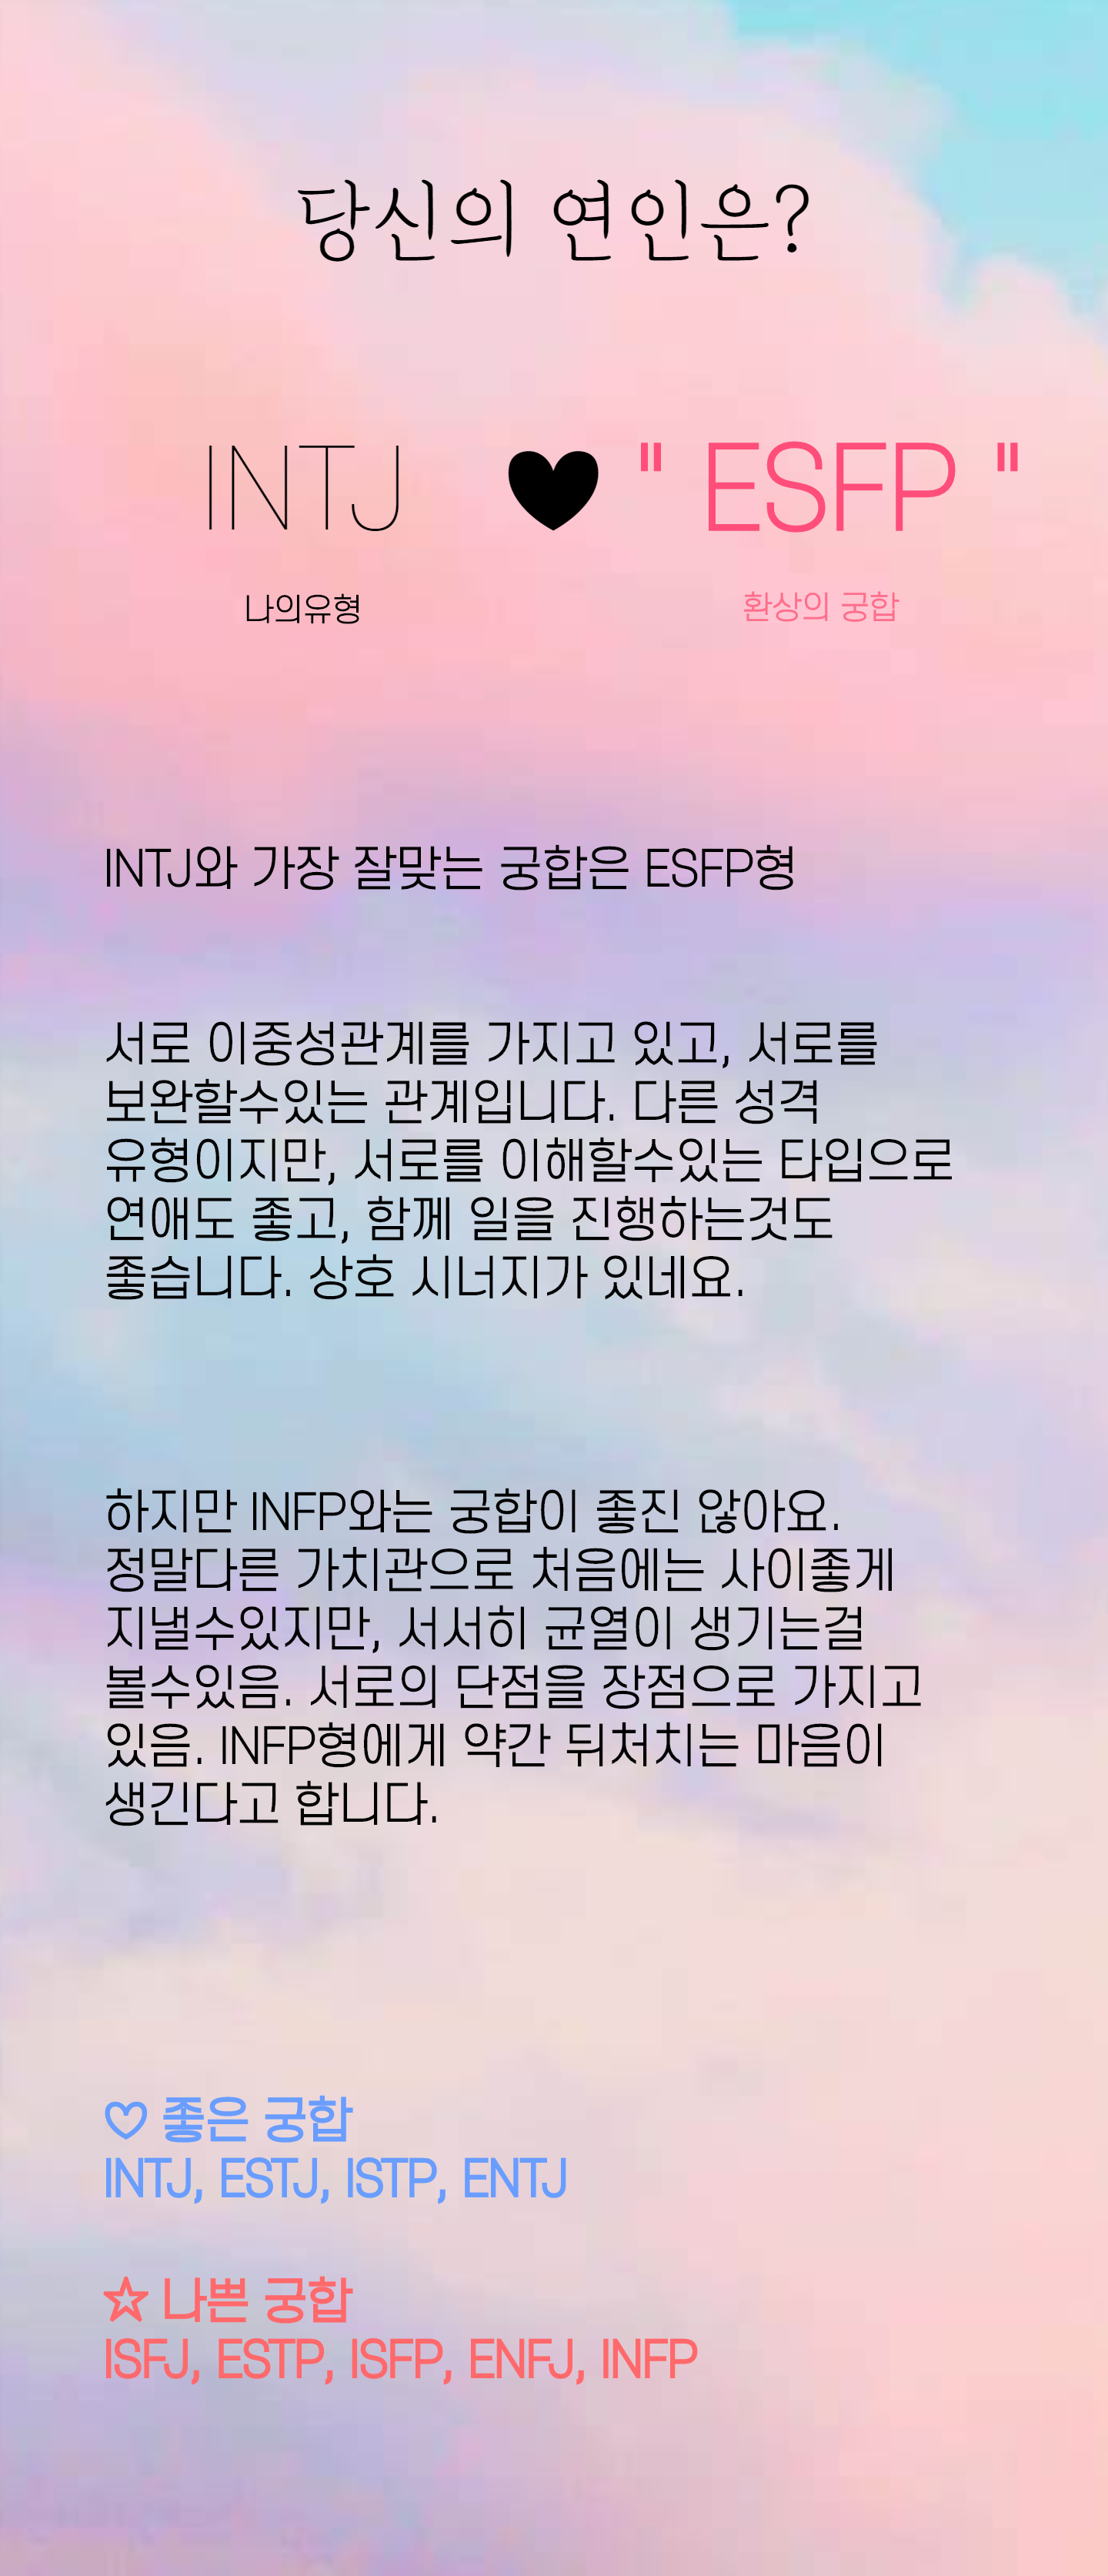 당신의 연인은?
INTJ ♥ " ESFP "
나의유형 환상의 궁합
INTJ와 가장 잘맞는 궁합은 ESFP형
서로 이중성관계를 가지고 있고, 서로를
보완할수있는 관계입니다. 다른 성격
유형이지만, 서로를 이해할수있는 타입으로
연애도 좋고, 함께 일을 진행하는것도
좋습니다. 상호 시너지가 있네요.
하지만 INFP와는 궁합이 좋진 않아요.
정말다른 가치관으로 처음에는 사이좋게
지낼수있지만, 서서히 균열이 생기는걸
볼수있음. 서로의 단점을 장점으로 가지고
있음. INFP형에게 약간 뒤처치는 마음이
생긴다고 합니다.
♡ 좋은 궁합
INTJ, ESTJ, ISTP, ENTJ
☆ 나쁜 궁합
ISFJ, ESTP, ISFP, ENFJ, INFP